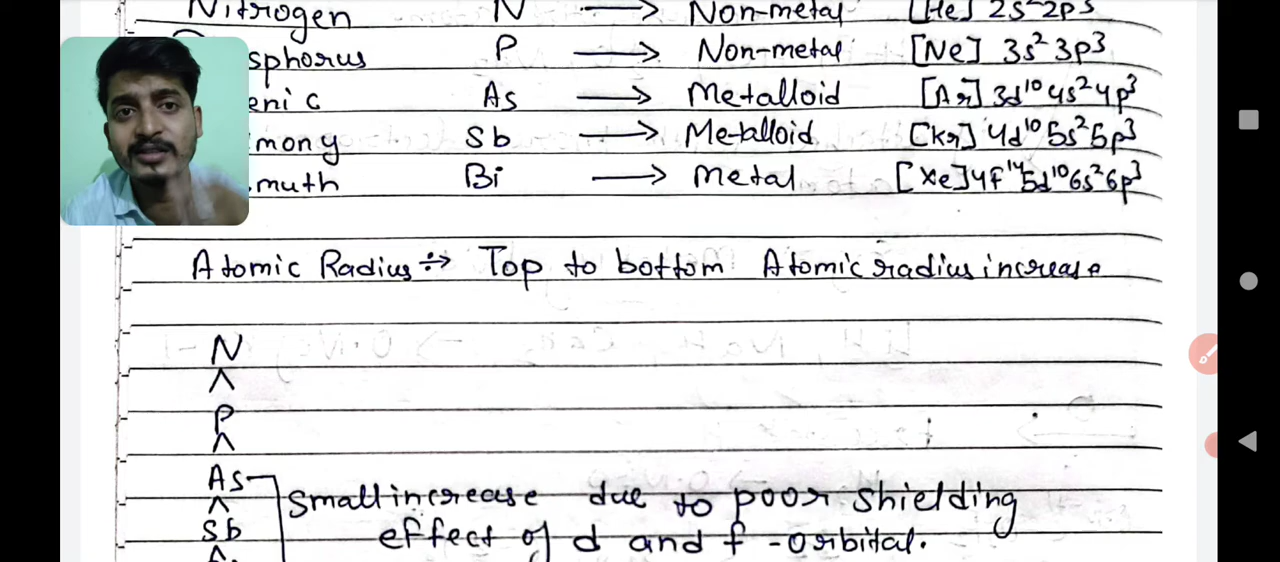 Nitrogen N → Non-metal [He] 2s² 2p³
sphorus P → Non-metal [Ne] 3s² 3p³
enic As → Metalloid [Ar] 3d¹⁰ 4s² 4p³
mony Sb → Metalloid [Kr] 4d¹⁰ 5s² 5p³
muth Bi → Metal [Xe] 4f¹⁴ 5d¹⁰ 6s² 6p³
Atomic Radius ÷→ Top to bottom Atomic radius increase
N
^
P
^
As
Small increase due to poor shielding
^
Sb
effect of d and f -orbital.
^